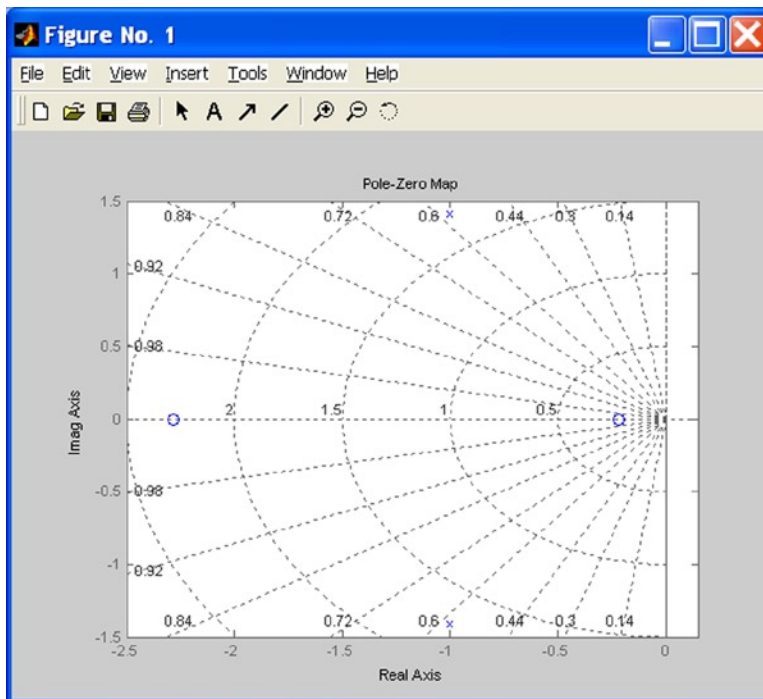 Figure No. 1
File Edit View Insert Tools Window Help
A
Pole-Zero Map
1.5
0.84 0.72 0.6 0.44 0.3 0.14
1
0.92
0.5
0.98
Imag Axis
0
2 1.5 1 0.5
-0.5
0.98
-1
0.92
0.84 0.72 0.6 0.44 0.3 0.14
-1.5
-2.5 -2 -1.5 -1 -0.5 0
Real Axis